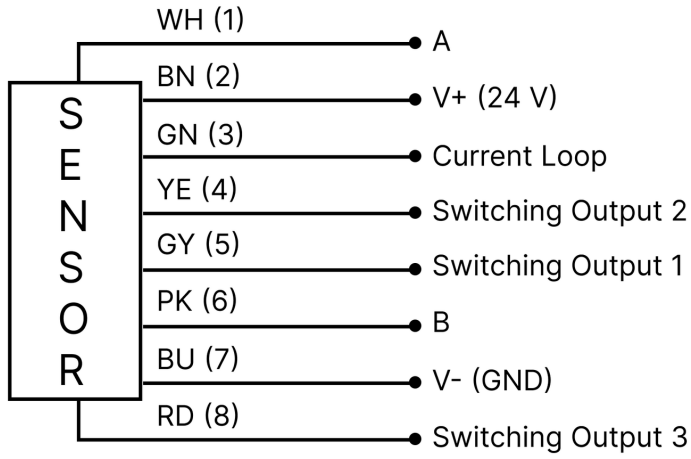 WH (1)
A
BN (2)
V+ (24 V)
GN (3)
Current Loop
YE (4)
Switching Output 2
GY (5)
Switching Output 1
PK (6)
B
BU (7)
V- (GND)
RD (8)
Switching Output 3
SENSOR